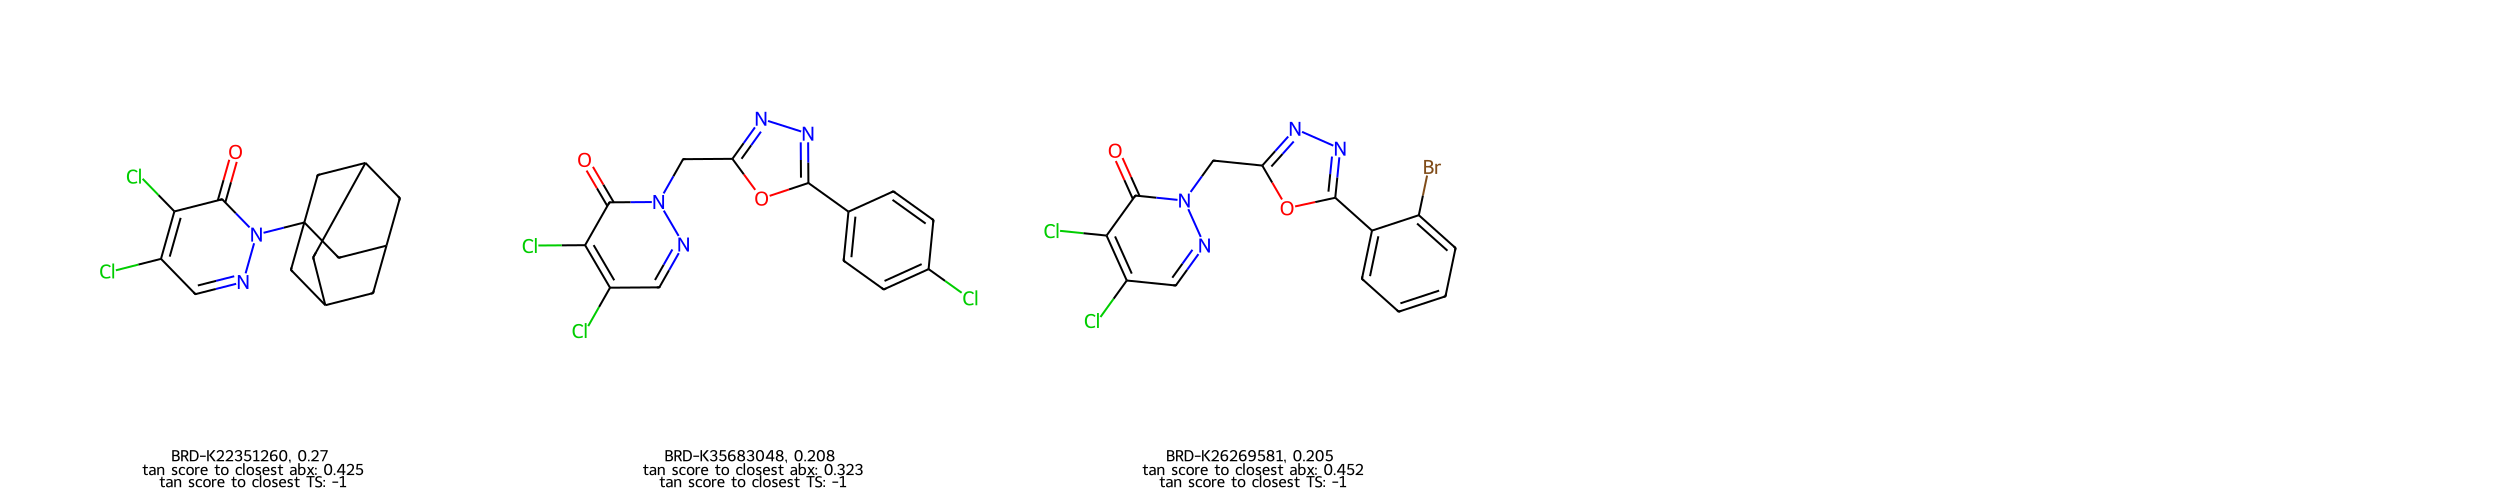 O
Cl
N
Cl
N
N
N
O
O
N
Cl
N
Cl
Cl
N
N
O
Br
O
N
Cl
N
Cl
BRD-K22351260, 0.27
tan score to closest abx: 0.425
tan score to closest TS: -1
BRD-K35683048, 0.208
tan score to closest abx: 0.323
tan score to closest TS: -1
BRD-K26269581, 0.205
tan score to closest abx: 0.452
tan score to closest TS: -1